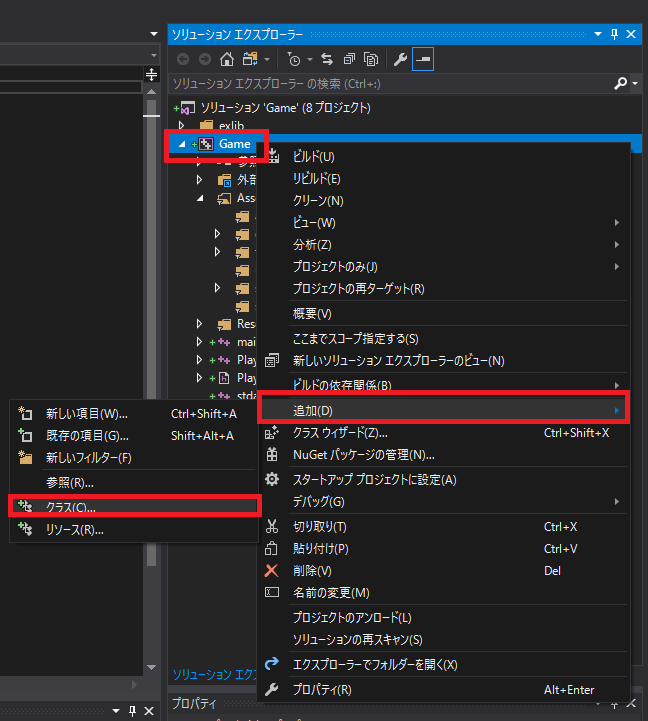 ソリューション エクスプローラー
ソリューション エクスプローラー の検索 (Ctrl+;)
ソリューション 'Game' (8 プロジェクト)
exlib
Game
参照
外部
Ass
Res
mai
Play
Play
stda
ビルド(U)
リビルド(E)
クリーン(N)
ビュー(W)
分析(Z)
プロジェクトのみ(J)
プロジェクトの再ターゲット(R)
概要(V)
ここまでスコープ指定する(S)
新しいソリューション エクスプローラーのビュー(N)
ビルドの依存関係(B)
追加(D)
クラス ウィザード(Z)... Ctrl+Shift+X
NuGet パッケージの管理(N)...
スタートアップ プロジェクトに設定(A)
デバッグ(G)
切り取り(T) Ctrl+X
貼り付け(P) Ctrl+V
削除(V) Del
名前の変更(M)
プロジェクトのアンロード(L)
ソリューションの再スキャン(S)
エクスプローラーでフォルダーを開く(X)
プロパティ(R) Alt+Enter
新しい項目(W)... Ctrl+Shift+A
既存の項目(G)... Shift+Alt+A
新しいフィルター(F)
参照(R)...
クラス(C)...
リソース(R)...
ソリューション エクス
プロパティ